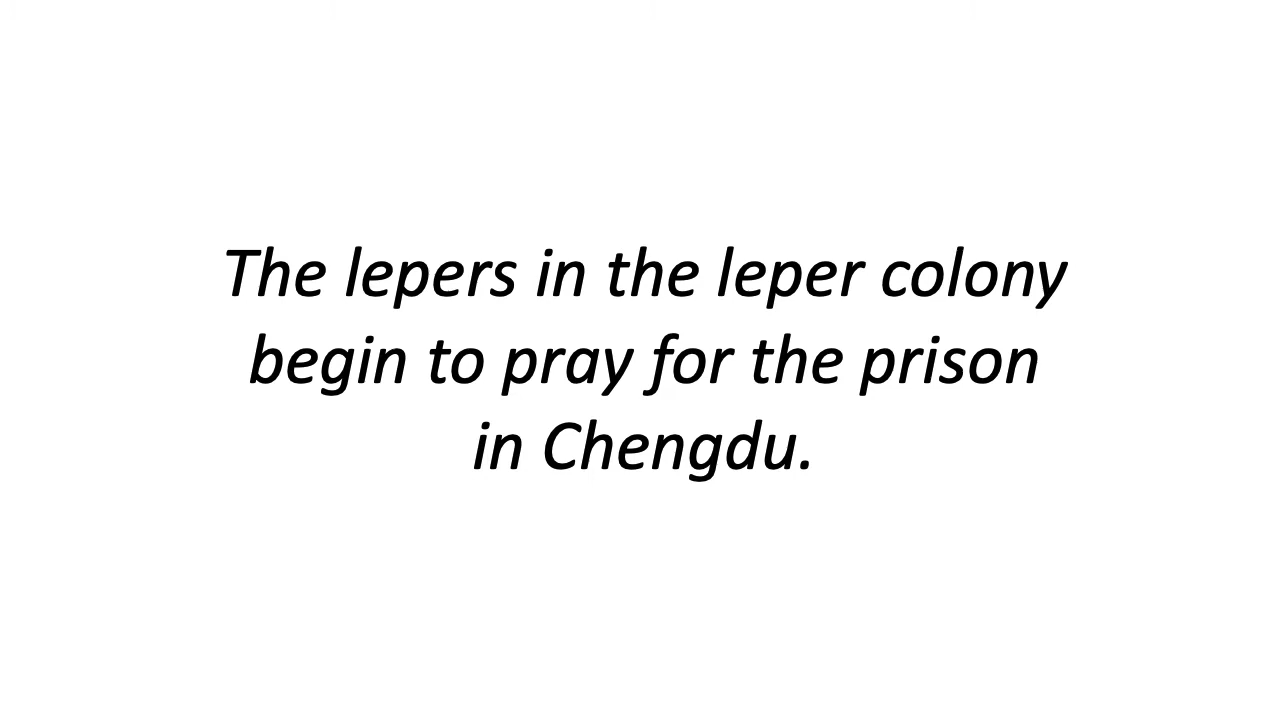 The lepers in the leper colony
begin to pray for the prison
in Chengdu.